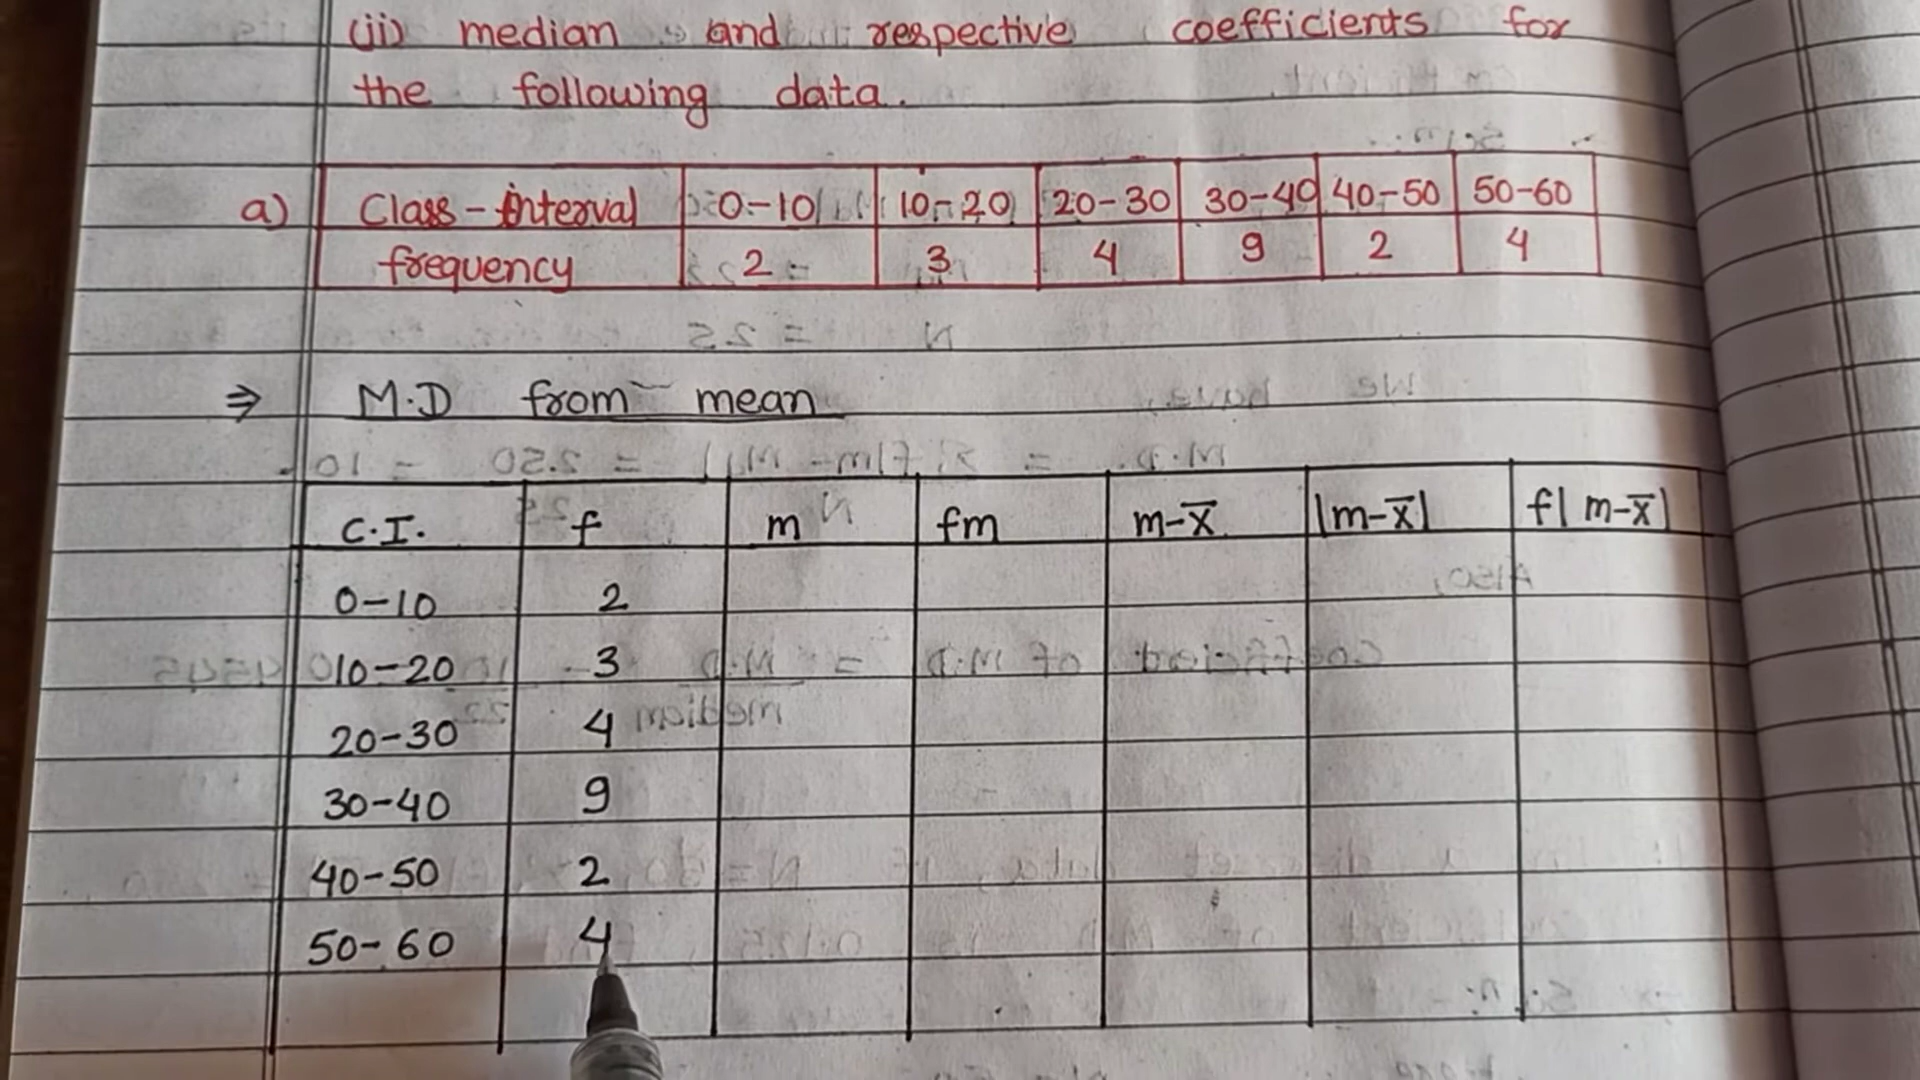 (ii) median and respective coefficients for
the following data.
a) Class-interval 0-10 10-20 20-30 30-40 40-50 50-60
frequency 2 3 4 9 2 4
⇒ M.D from mean
C.I. f m fm m-x̅ |m-x̅| f|m-x̅|
0-10 2
10-20 3
20-30 4
30-40 9
40-50 2
50-60 4